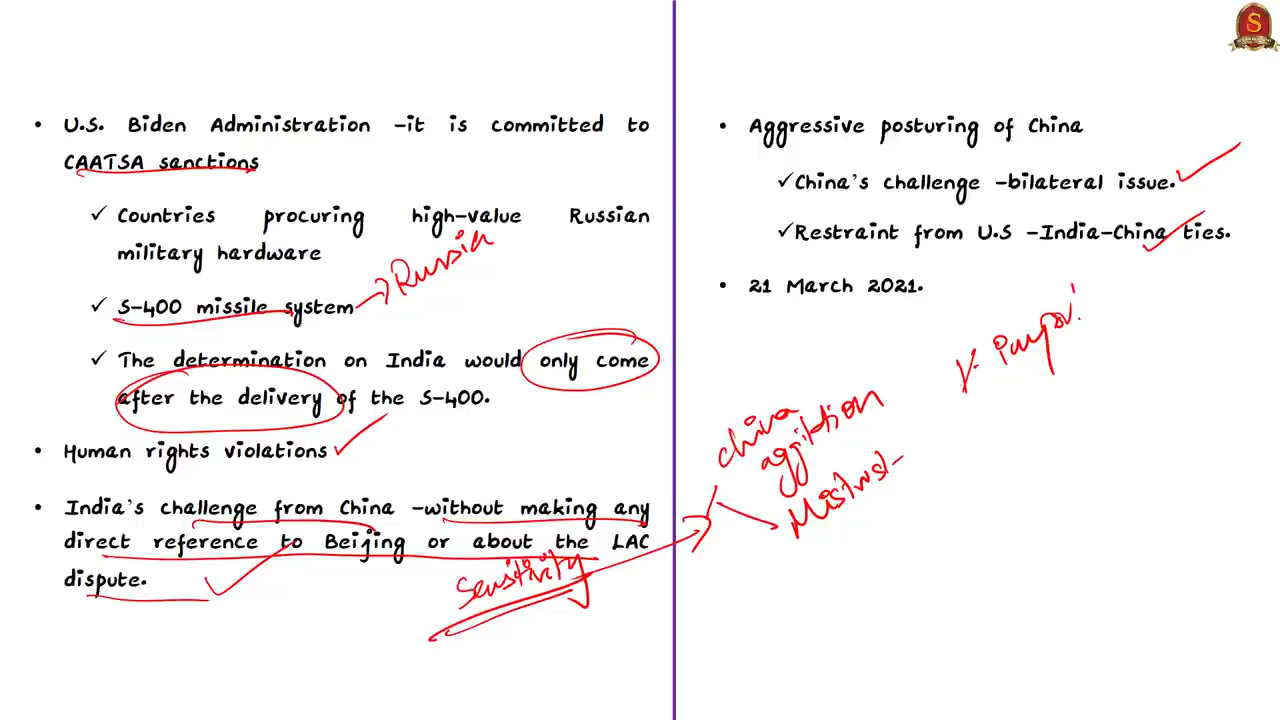 S
• U.S. Biden Administration –it is committed to
CAATSA sanctions
✓ Countries procuring high-value Russian
military hardware
✓ S-400 missile system
Russia
✓ The determination on India would only come
after the delivery of the S-400.
• Human rights violations
• India's challenge from China –without making any
direct reference to Beijing or about the LAC
dispute.
Sensitivity
• Aggressive posturing of China
✓China's challenge –bilateral issue.
✓Restraint from U.S –India–China ties.
• 21 March 2021.
China
Mistrust